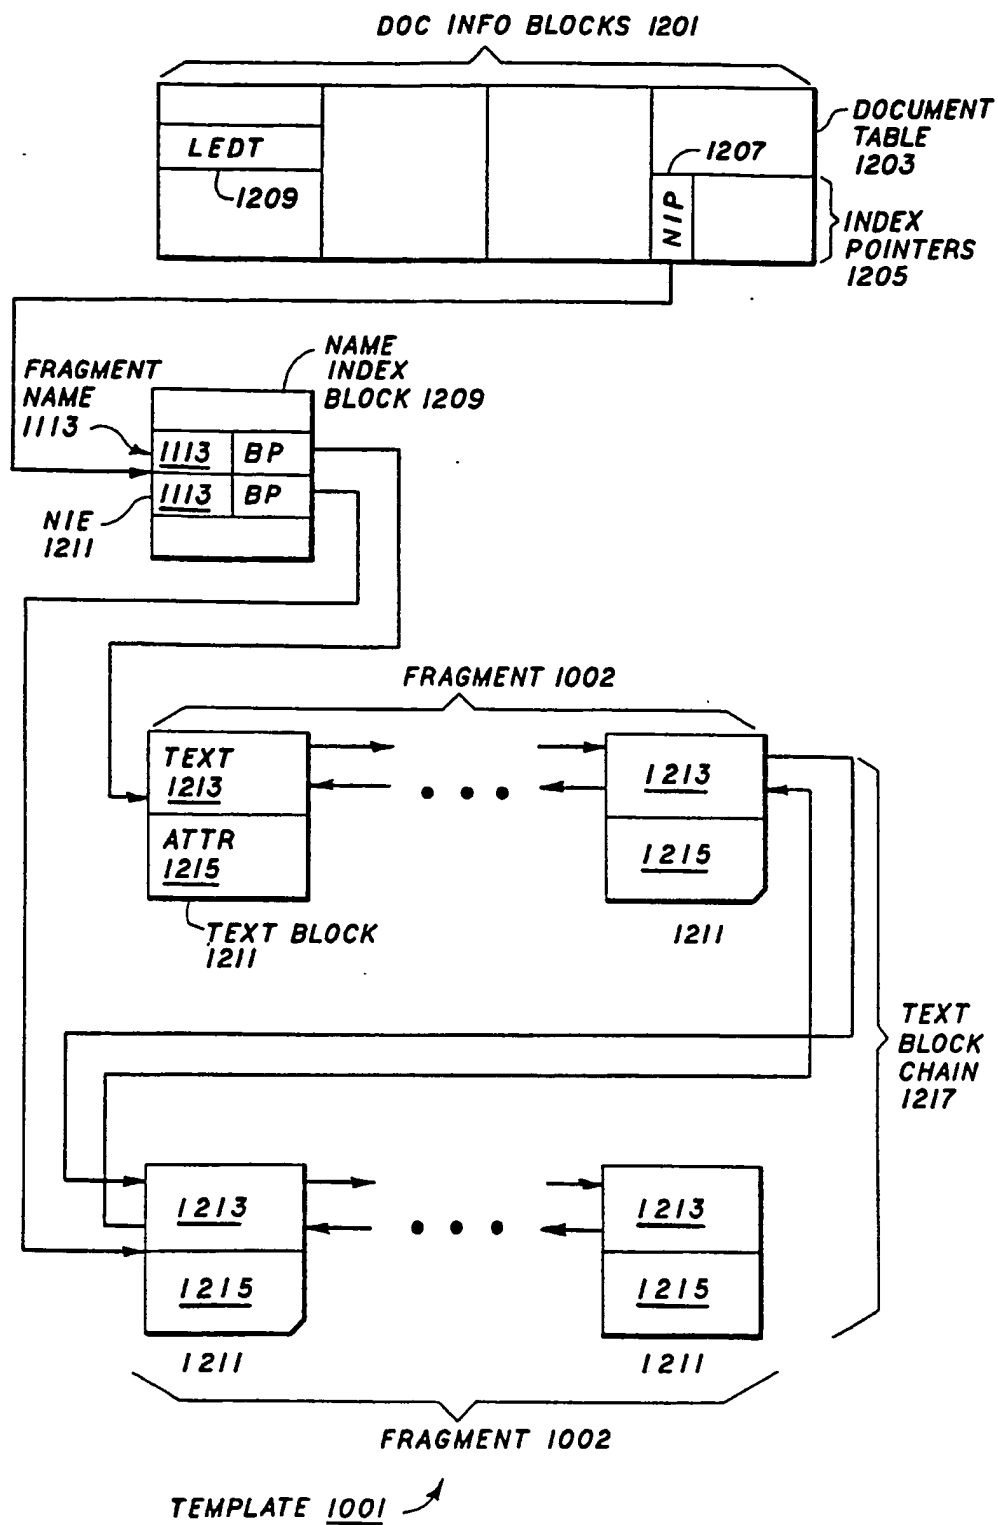 DOC INFO BLOCKS 1201
LEDT
1209
1207
NIP
DOCUMENT
TABLE
1203
INDEX
POINTERS
1205
NAME
INDEX
BLOCK 1209
FRAGMENT
NAME
1113
1113 BP
1113 BP
NIE
1211
FRAGMENT 1002
TEXT
1213
ATTR
1215
TEXT BLOCK
1211
1213
1215
1211
TEXT
BLOCK
CHAIN
1217
1213
1215
1211
1213
1215
1211
FRAGMENT 1002
TEMPLATE 1001